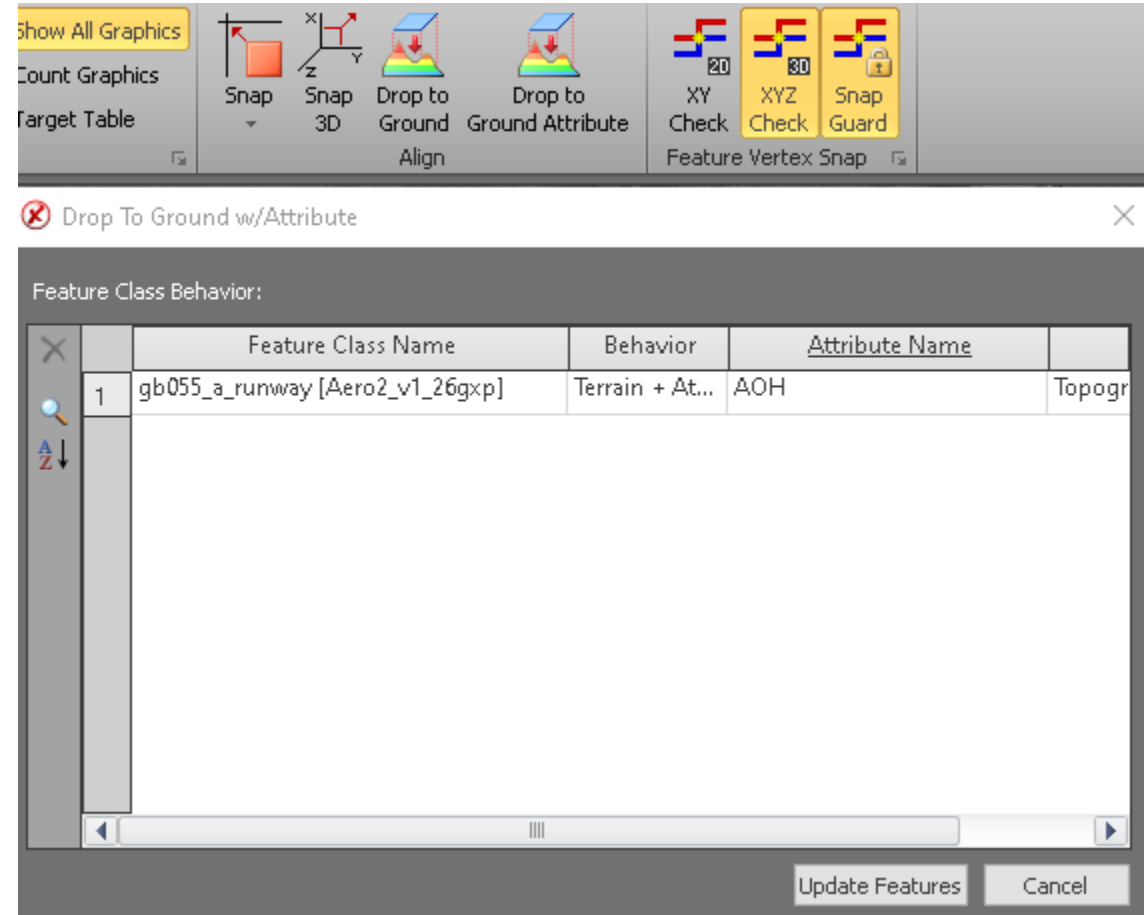 Show All Graphics
Count Graphics
Target Table
Snap
Snap 3D
Drop to Ground
Drop to Ground Attribute
Align
XY Check
XYZ Check
Snap Guard
2D
3D
Feature Vertex Snap
X
Y
Z
Drop To Ground w/Attribute
Feature Class Behavior:
Feature Class Name Behavior Attribute Name
1 gb055_a_runway [Aero2_v1_26gxp] Terrain + At... AOH Topogr
A
Z
Update Features Cancel